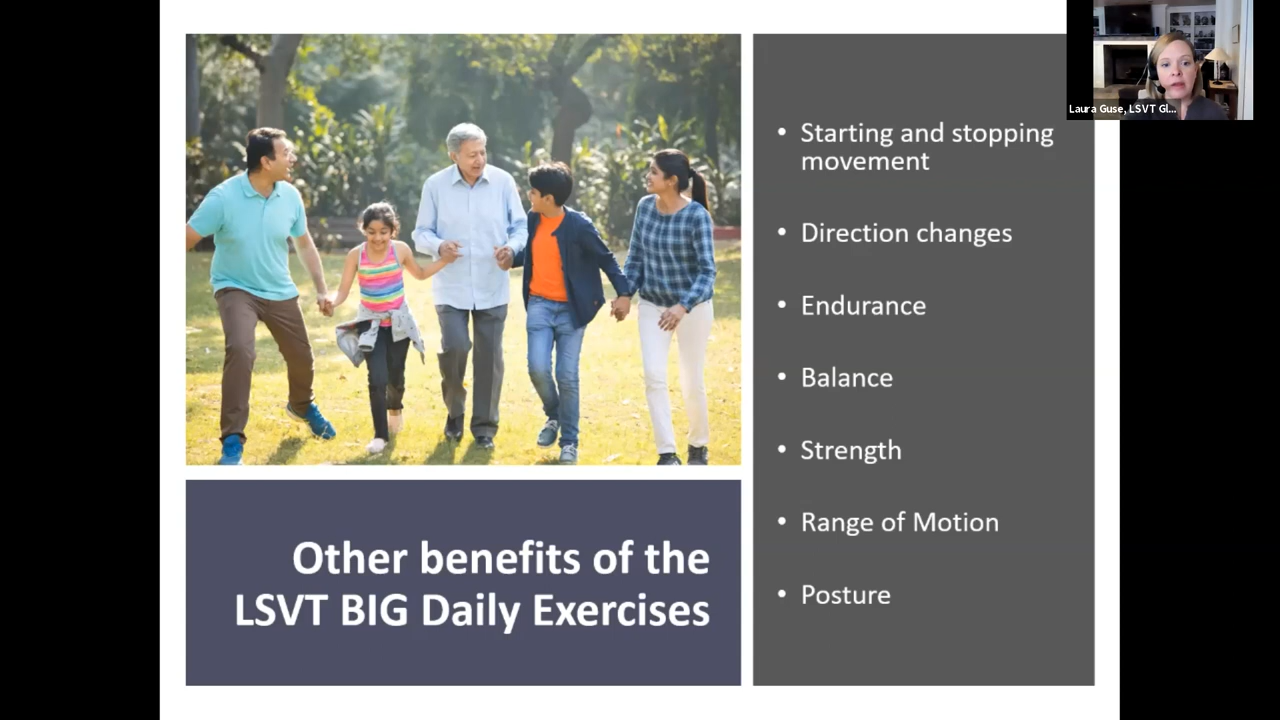 Laura Guse, LSVT Gl...
• Starting and stopping
movement
• Direction changes
• Endurance
• Balance
• Strength
• Range of Motion
• Posture
Other benefits of the
LSVT BIG Daily Exercises